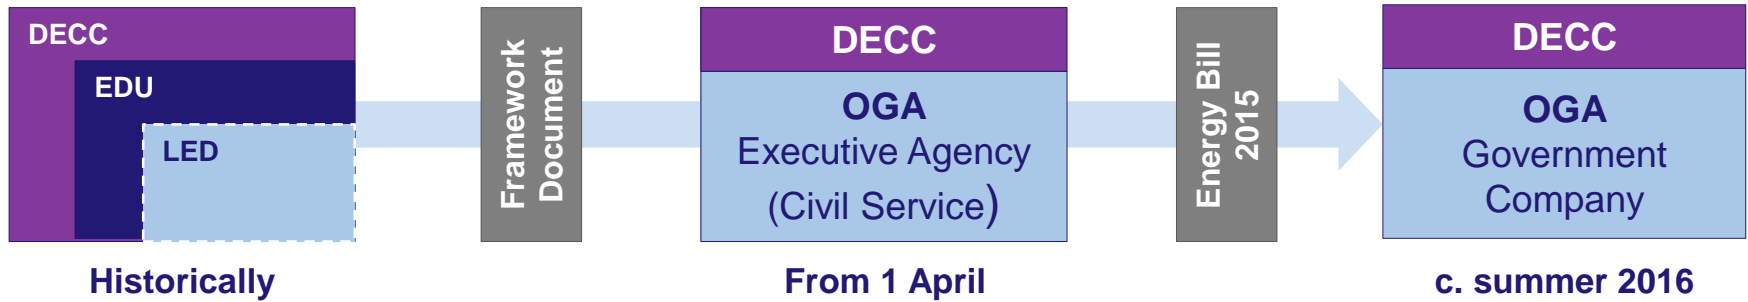 DECC
EDU
LED
Historically
Framework
Document
DECC
OGA
Executive Agency
(Civil Service)
From 1 April
Energy Bill
2015
DECC
OGA
Government
Company
c. summer 2016